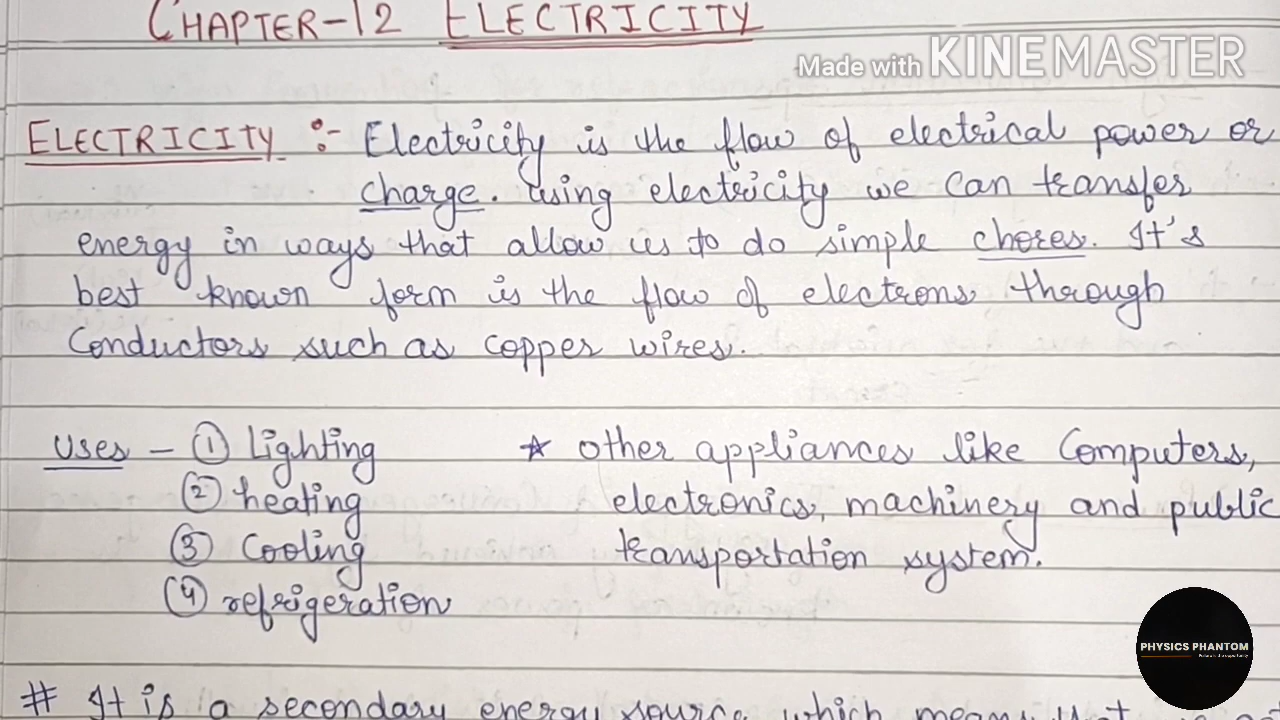 CHAPTER-12 ELECTRICITY
Made with KINEMASTER
ELECTRICITY :- Electricity is the flow of electrical power or
charge. Using electricity we can transfer
energy in ways that allow us to do simple chores. It's
best known form is the flow of electrons through
Conductors such as copper wires.
Uses - ① Lighting
② heating
③ Cooling
④ refrigeration
☆ other appliances like Computers,
electronics, machinery and public
transportation system.
# It is a secondary energy source which means that
PHYSICS PHANTOM